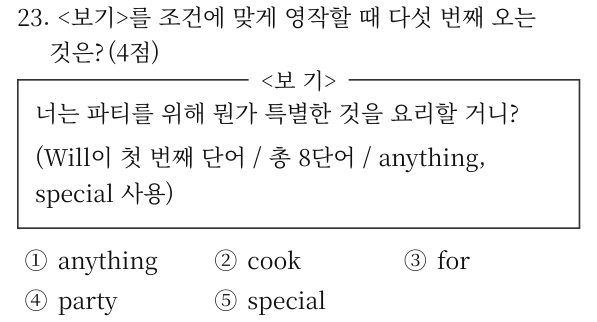 23. <보기>를 조건에 맞게 영작할 때 다섯 번째 오는
것은? (4점)
<보 기>
너는 파티를 위해 뭔가 특별한 것을 요리할 거니?
(Will이 첫 번째 단어 / 총 8단어 / anything,
special 사용)
① anything ② cook ③ for
④ party ⑤ special